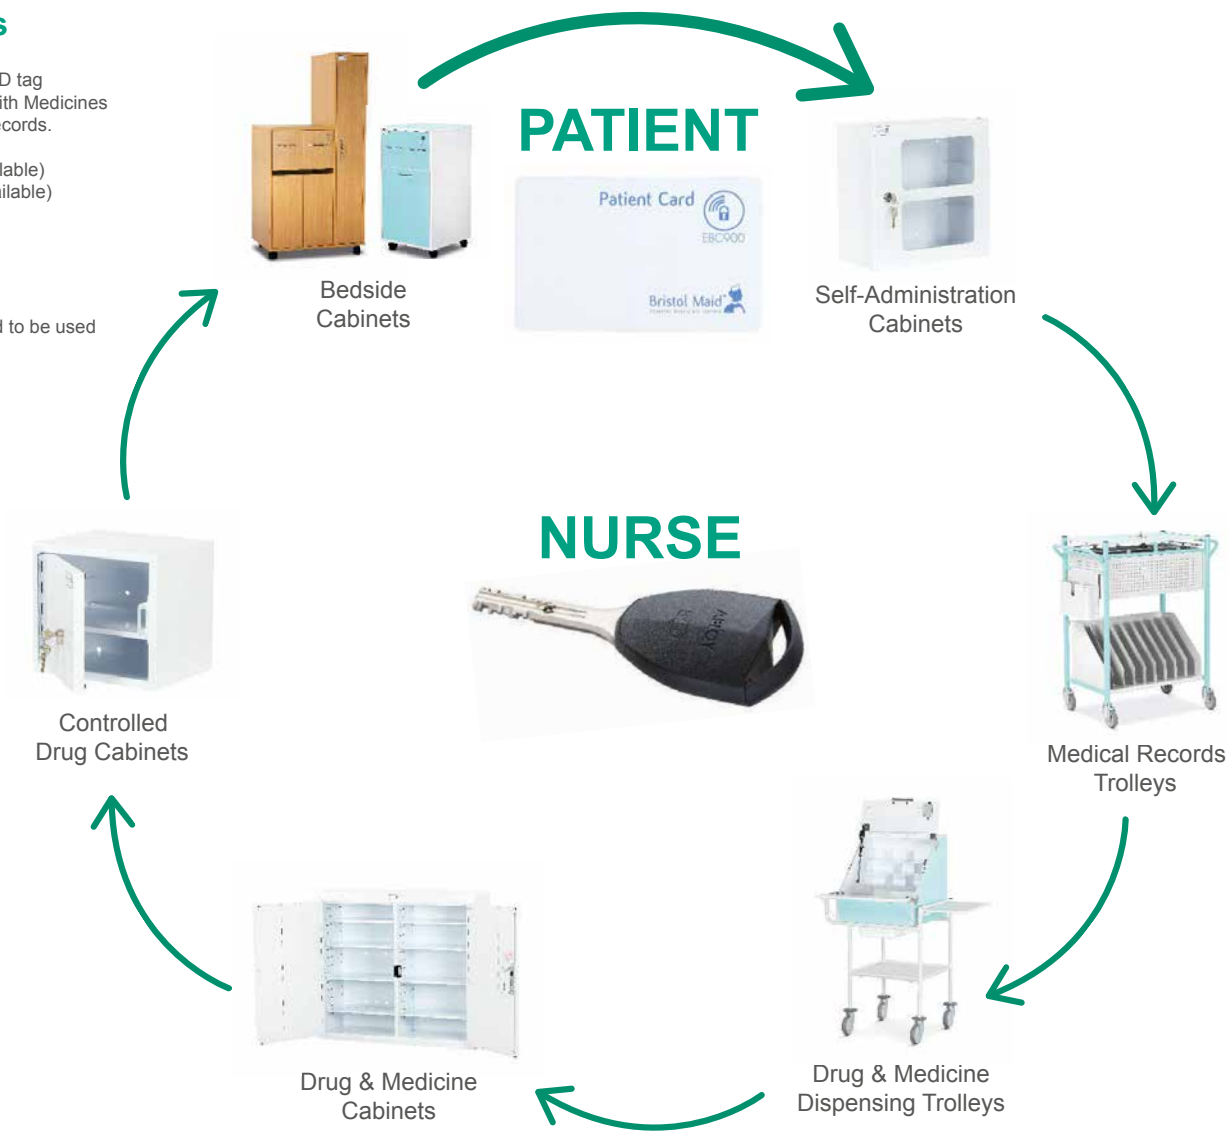 s
D tag
ith Medicines
ecords.
lable)
ailable)
d to be used
PATIENT
Patient Card
EBC900
Bristol Maid
Bedside
Cabinets
Self-Administration
Cabinets
NURSE
Controlled
Drug Cabinets
Medical Records
Trolleys
Drug & Medicine
Cabinets
Drug & Medicine
Dispensing Trolleys